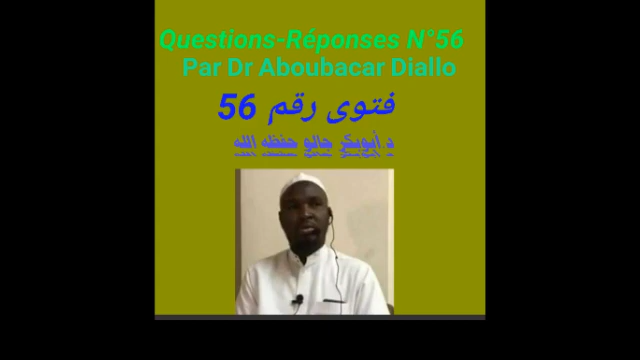 Questions-Réponses N°56
Par Dr Aboubacar Diallo
فتوى رقم 56
د.أبوبكر جالو حفظه الله